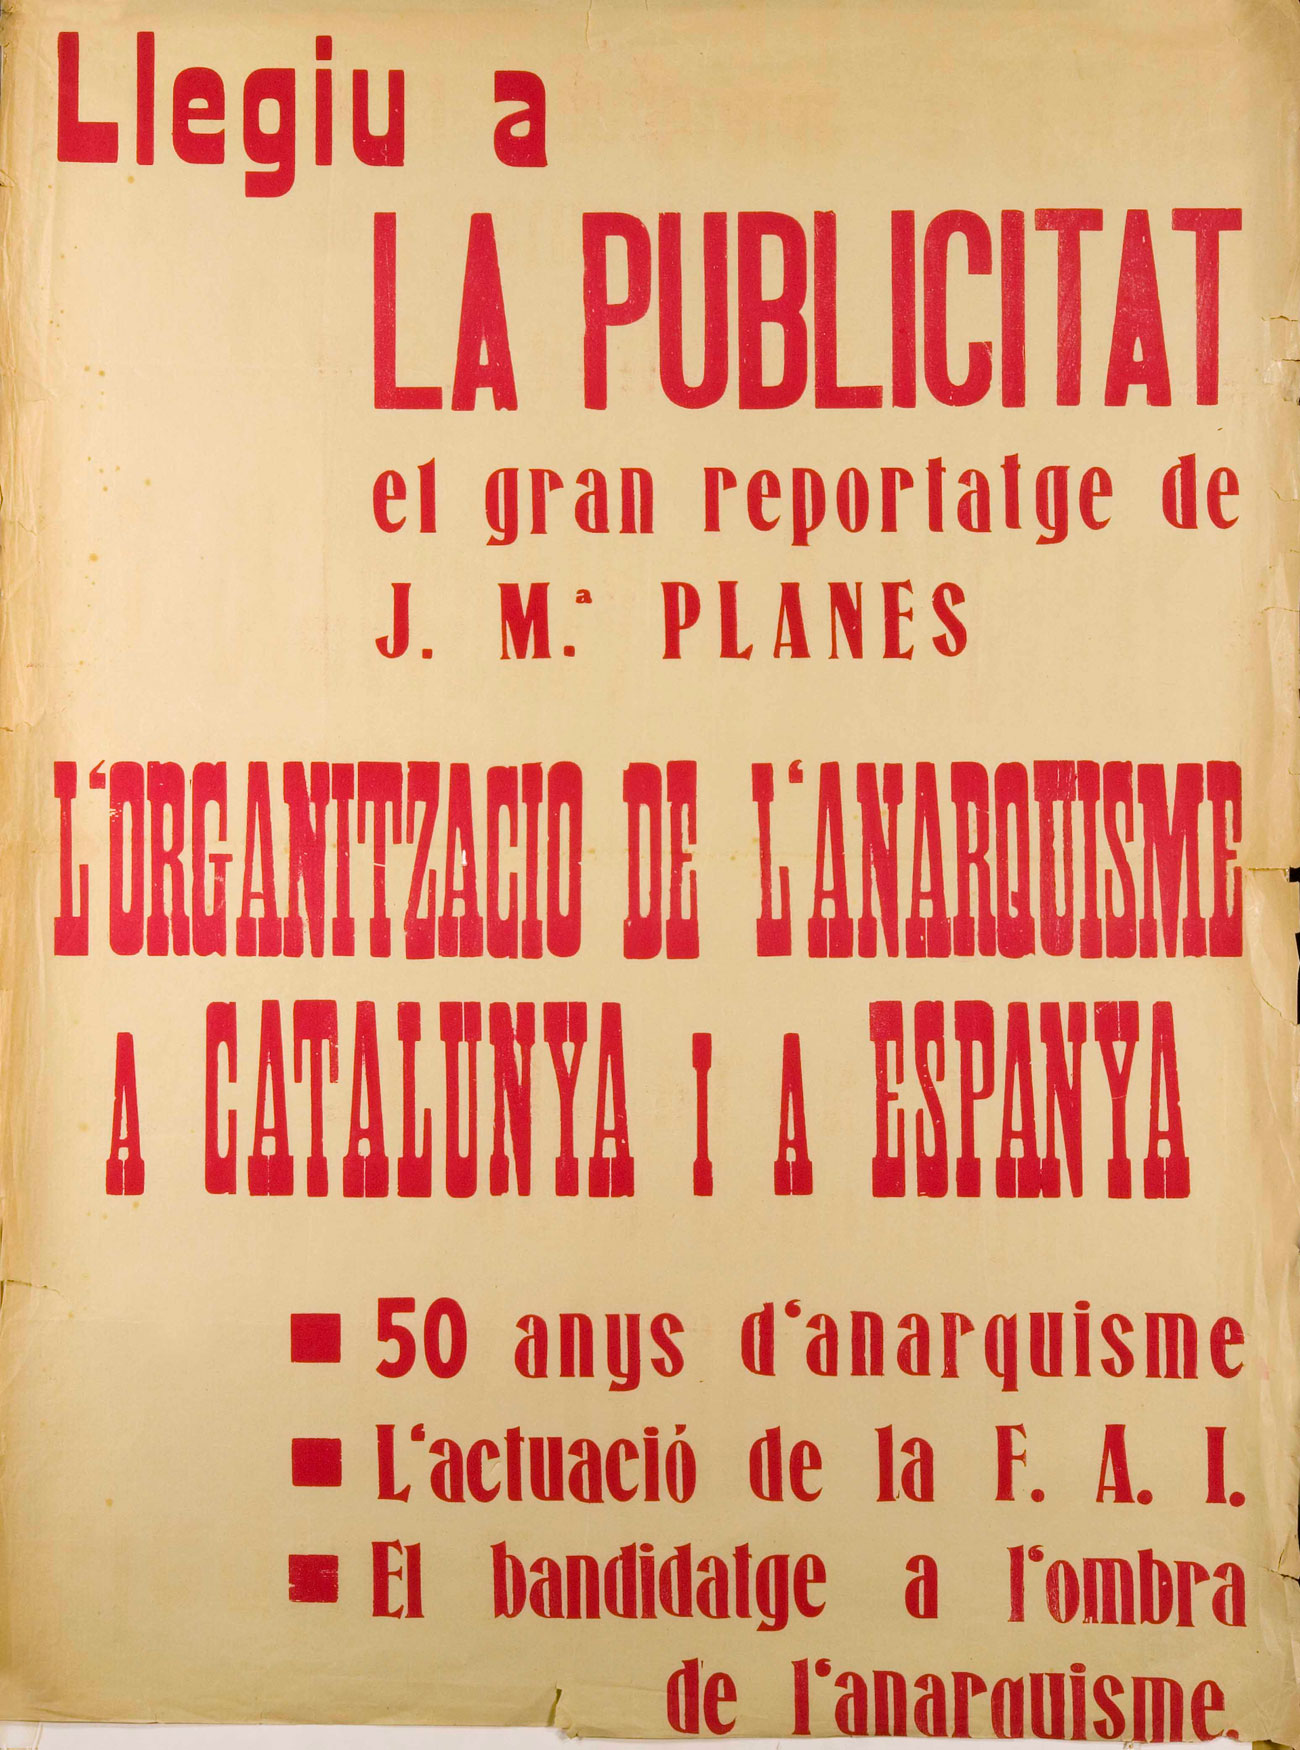 Llegiu a
LA PUBLICITAT
el gran reportatge de
J. M.ª PLANES
L‘ORGANITZACIO DE L‘ANARQUISME
A CATALUNYA I A ESPANYA
■ 50 anys d‘anarquisme
■ L‘actuació de la F. A. I.
■ El bandidatge a l‘ombra
de l‘anarquisme.